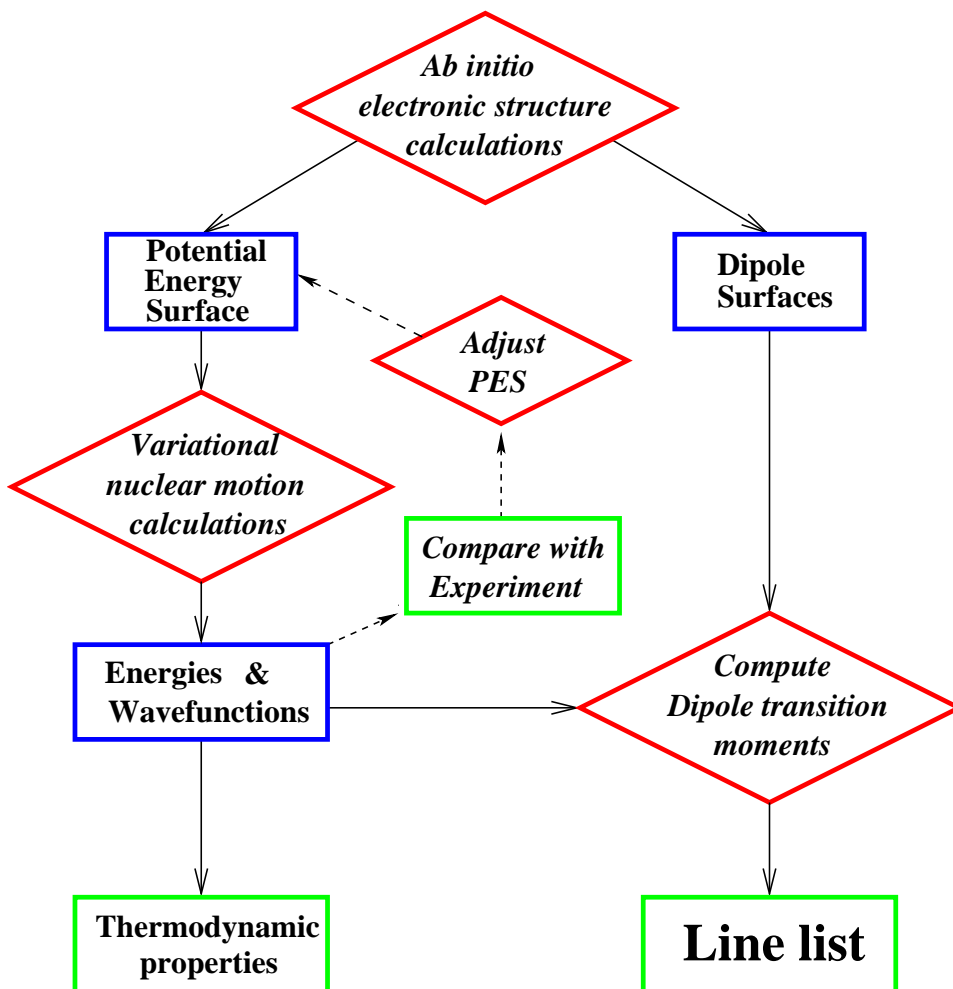 Ab initio
electronic structure
calculations
Potential
Energy
Surface
Dipole
Surfaces
Adjust
PES
Variational
nuclear motion
calculations
Compare with
Experiment
Energies &
Wavefunctions
Compute
Dipole transition
moments
Thermodynamic
properties
Line list